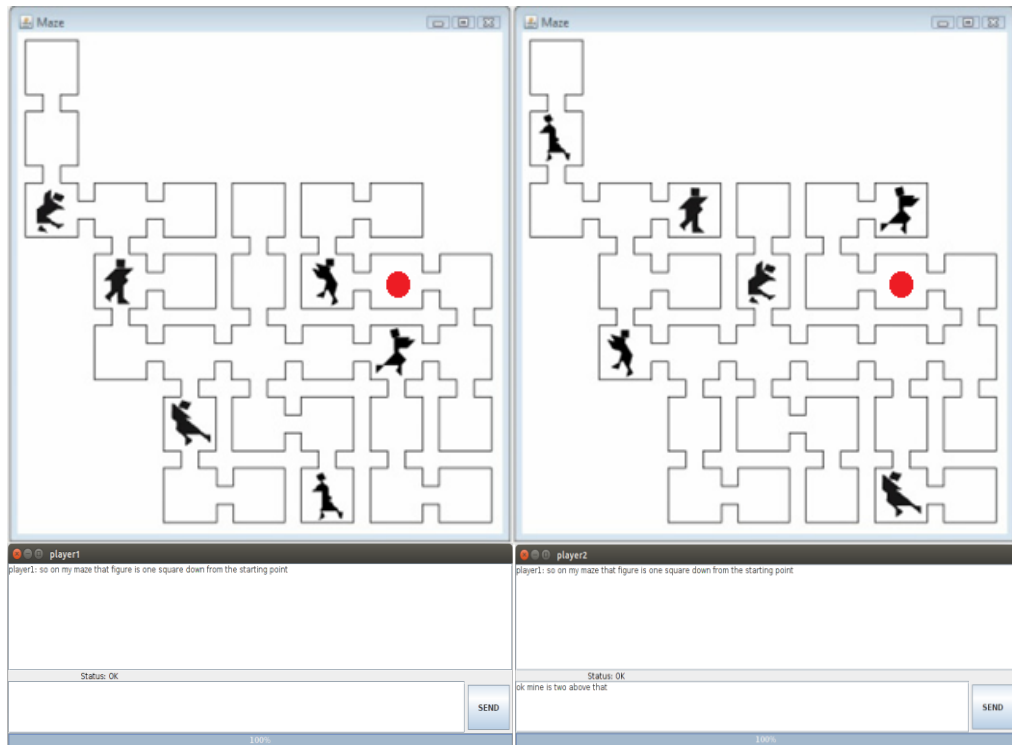 Maze
Maze
player1
player1: so on my maze that figure is one square down from the starting point
Status: OK
SEND
100%
player2
player1: so on my maze that figure is one square down from the starting point
Status: OK
ok mine is two above that
SEND
100%